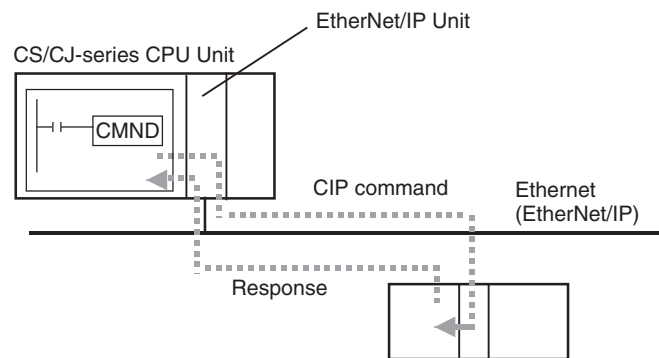 EtherNet/IP Unit
CS/CJ-series CPU Unit
CMND
CIP command
Ethernet
(EtherNet/IP)
Response